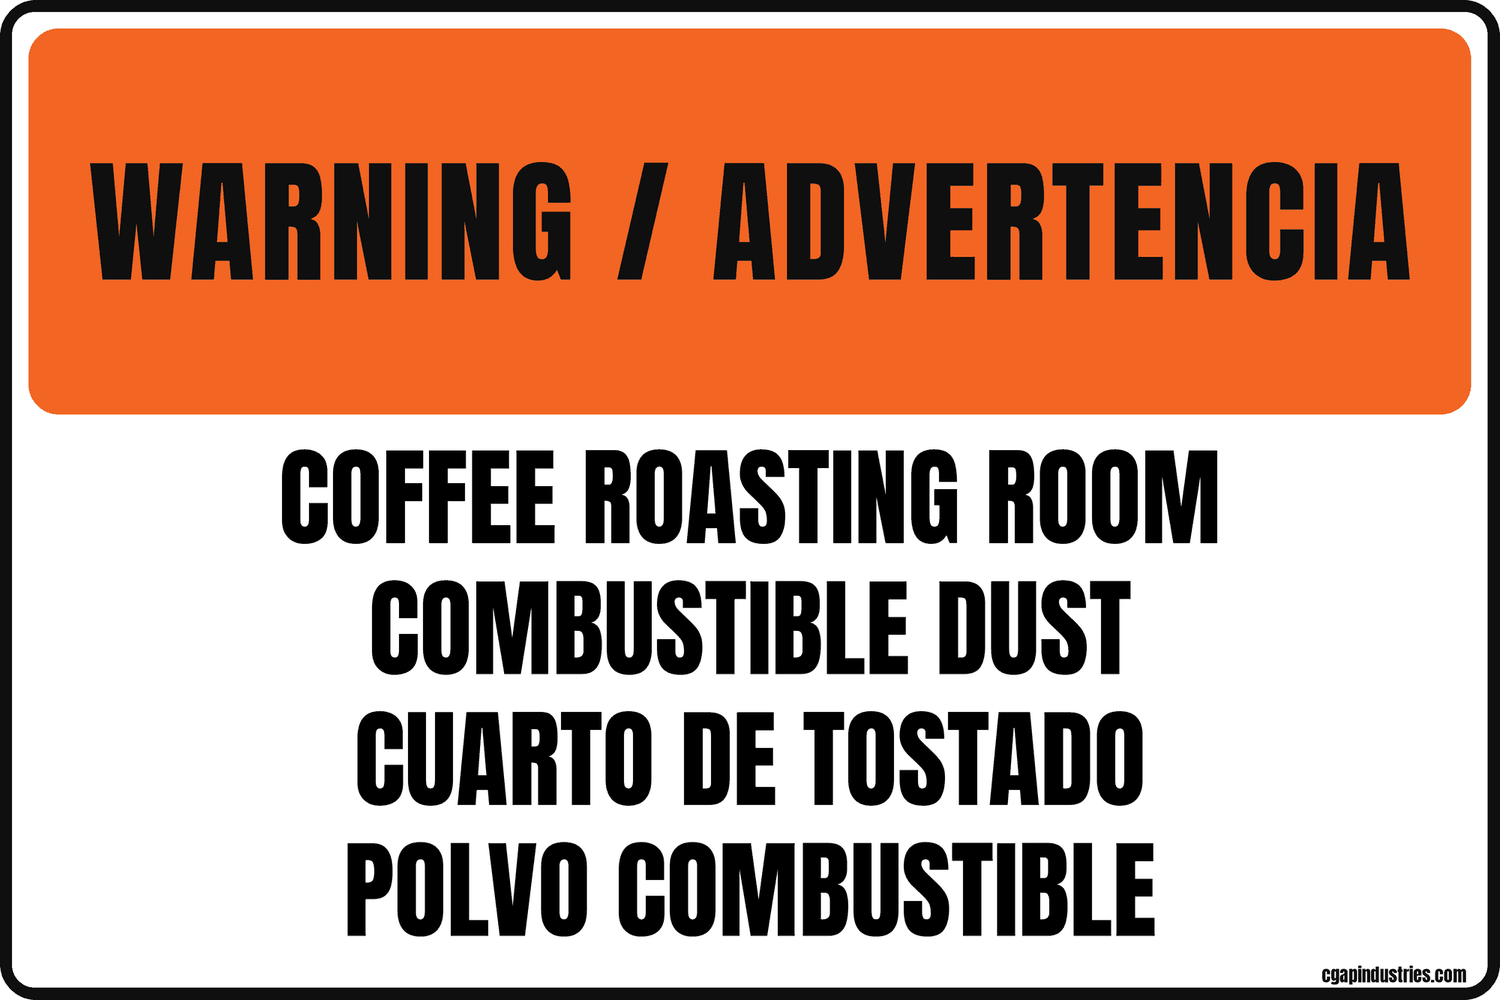 WARNING / ADVERTENCIA
COFFEE ROASTING ROOM
COMBUSTIBLE DUST
CUARTO DE TOSTADO
POLVO COMBUSTIBLE
cgapindustries.com